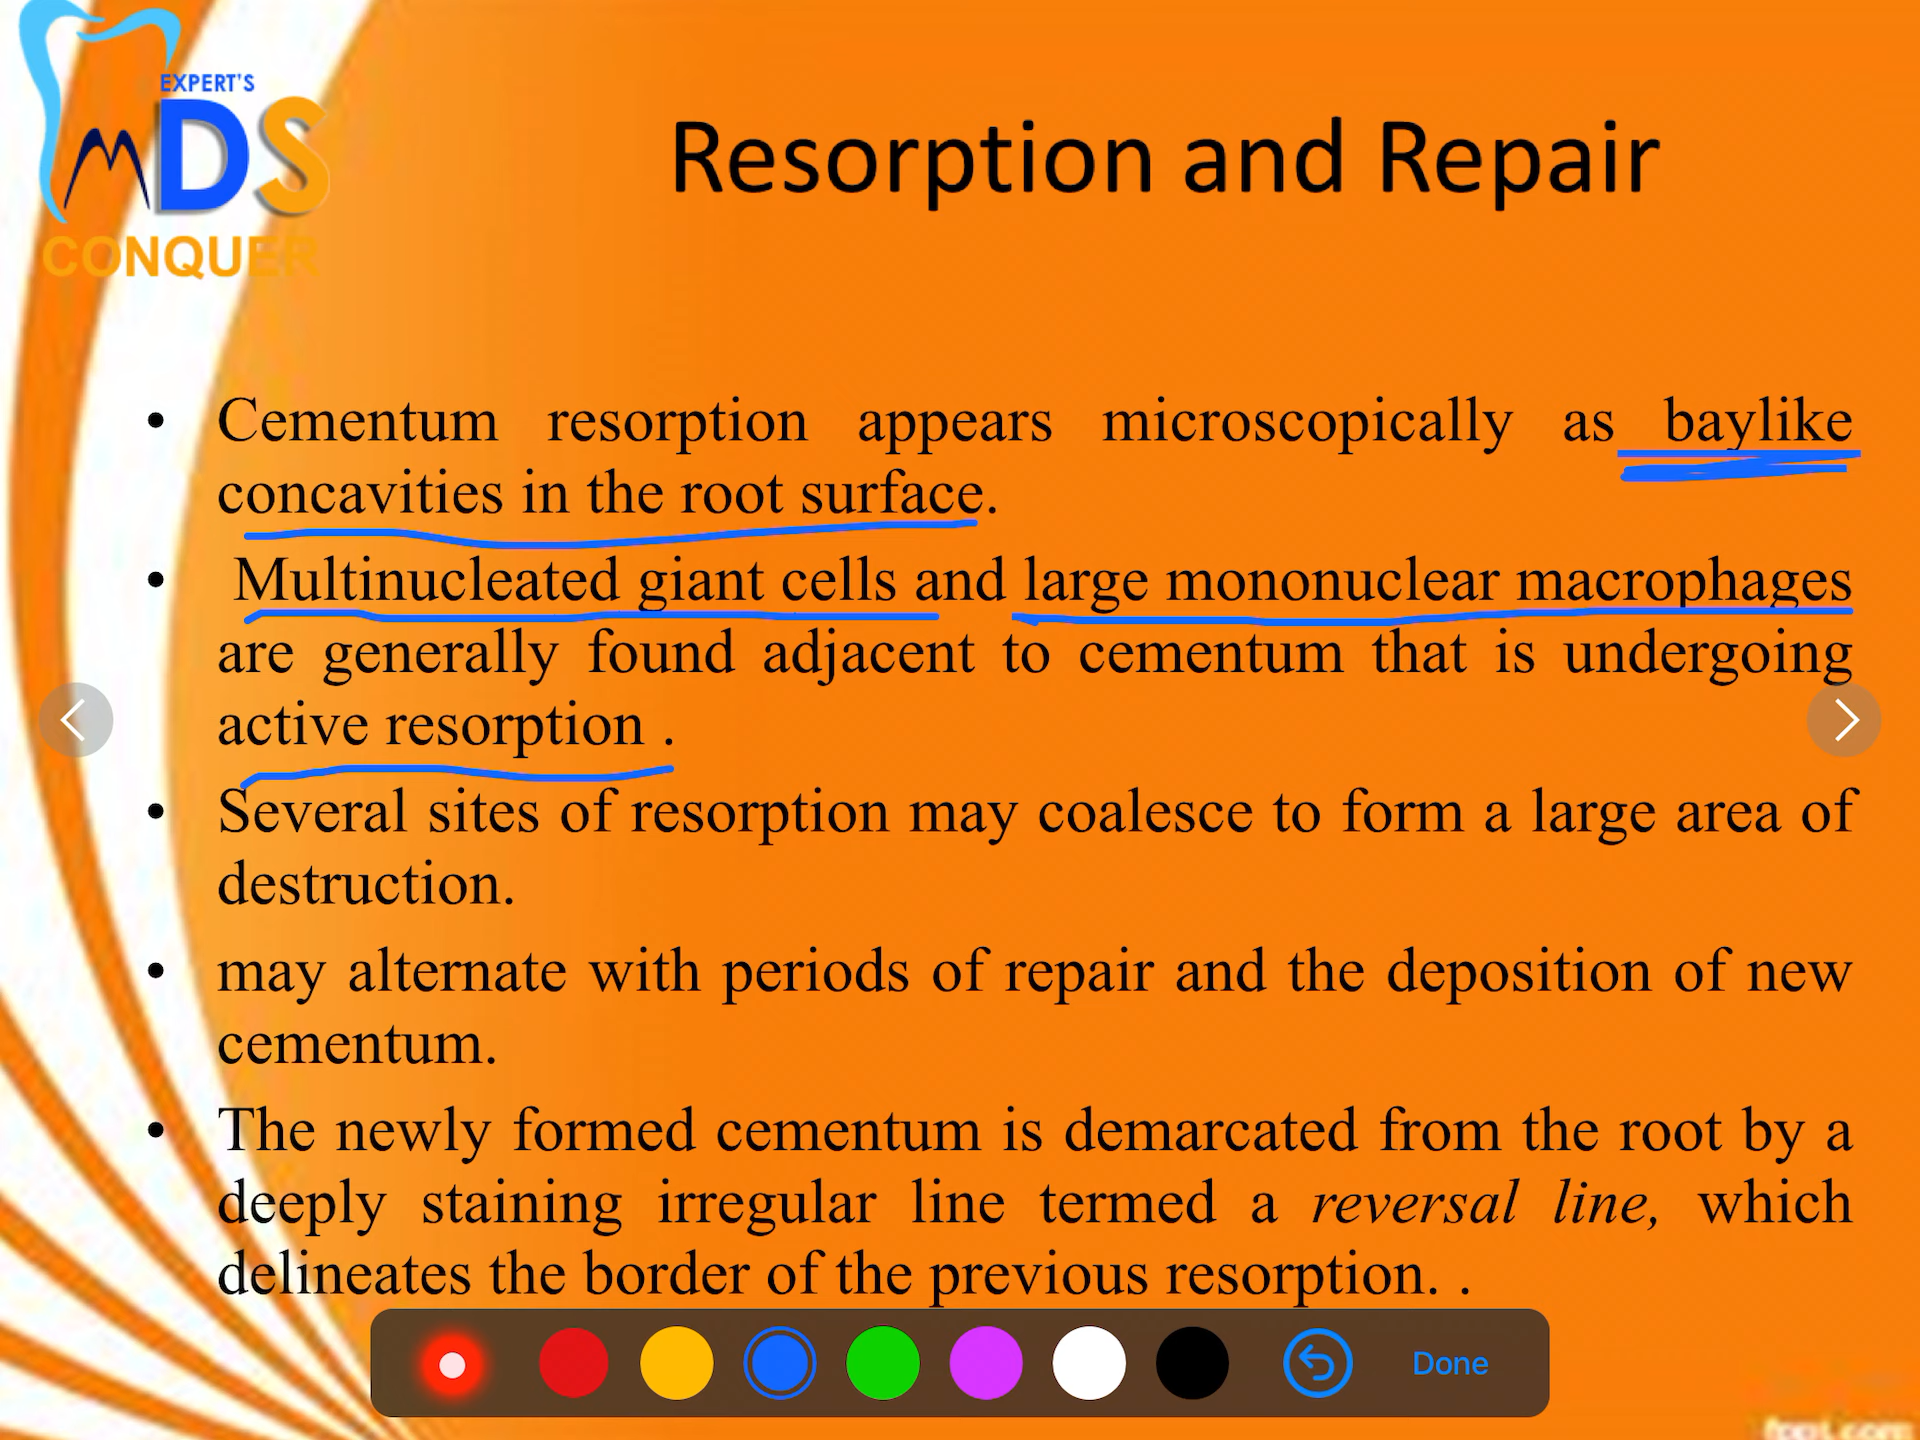 EXPERT'S
MDS
CONQUER
Resorption and Repair
• Cementum resorption appears microscopically as baylike
concavities in the root surface.
• Multinucleated giant cells and large mononuclear macrophages
are generally found adjacent to cementum that is undergoing
active resorption .
• Several sites of resorption may coalesce to form a large area of
destruction.
• may alternate with periods of repair and the deposition of new
cementum.
• The newly formed cementum is demarcated from the root by a
deeply staining irregular line termed a reversal line, which
delineates the border of the previous resorption. .
Done